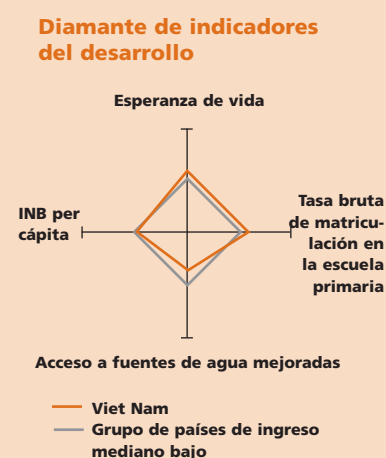 Diamante de indicadores
del desarrollo
Esperanza de vida
INB per
cápita
Tasa bruta
de matricu-
lación en
la escuela
primaria
Acceso a fuentes de agua mejoradas
Viet Nam
Grupo de países de ingreso
mediano bajo